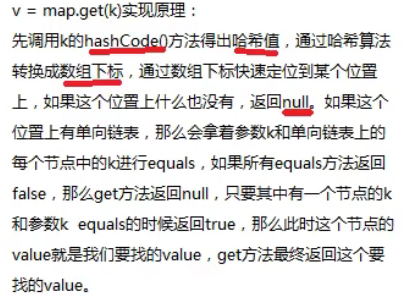 v = map.get(k)实现原理：
先调用k的hashCode()方法得出哈希值，通过哈希算法
转换成数组下标，通过数组下标快速定位到某个位置
上，如果这个位置上什么也没有，返回null。如果这个
位置上有单向链表，那么会拿着参数k和单向链表上的
每个节点中的k进行equals，如果所有equals方法返回
false，那么get方法返回null，只要其中有一个节点的k
和参数k equals的时候返回true，那么此时这个节点的
value就是我们要找的value，get方法最终返回这个要
找的value。